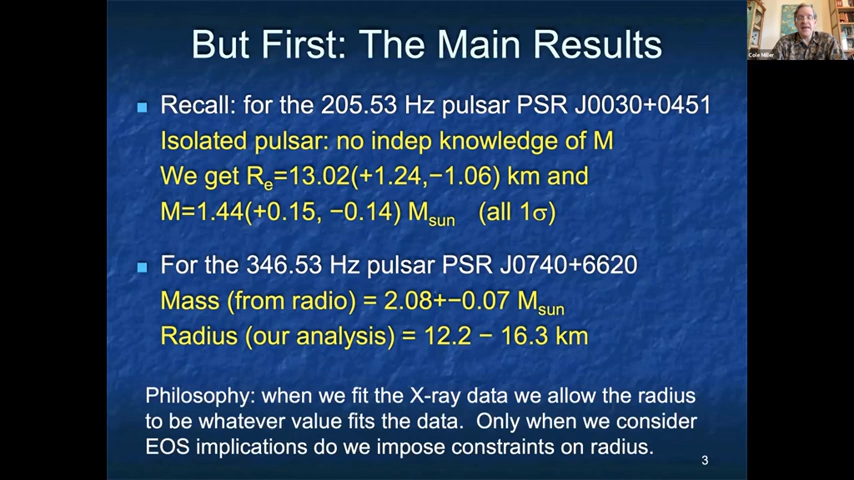 But First: The Main Results
Cole Miller
Recall: for the 205.53 Hz pulsar PSR J0030+0451
Isolated pulsar: no indep knowledge of M
We get Re=13.02(+1.24,−1.06) km and
M=1.44(+0.15, −0.14) Msun (all 1σ)
For the 346.53 Hz pulsar PSR J0740+6620
Mass (from radio) = 2.08+−0.07 Msun
Radius (our analysis) = 12.2 − 16.3 km
Philosophy: when we fit the X-ray data we allow the radius
to be whatever value fits the data. Only when we consider
EOS implications do we impose constraints on radius.
3